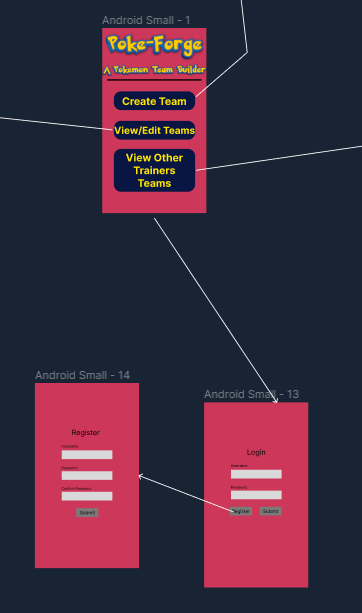 Android Small - 1
Poke-Forge
A Pokemon Team Builder
Create Team
View/Edit Teams
View Other
Trainers
Teams
Android Small - 14
Register
Username
Password
Confirm Password
Submit
Android Small - 13
Login
Username
Password
Register
Submit